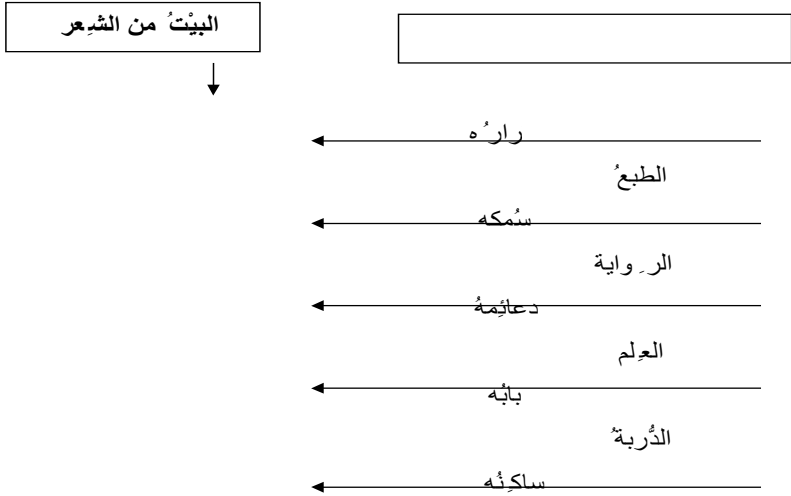 البيْتُ من الشِعر
رارُه
الطبعُ
سُمكه
الرِواية
دعائِمهُ
العِلم
بابُه
الدُّربةُ
ساكِنُه